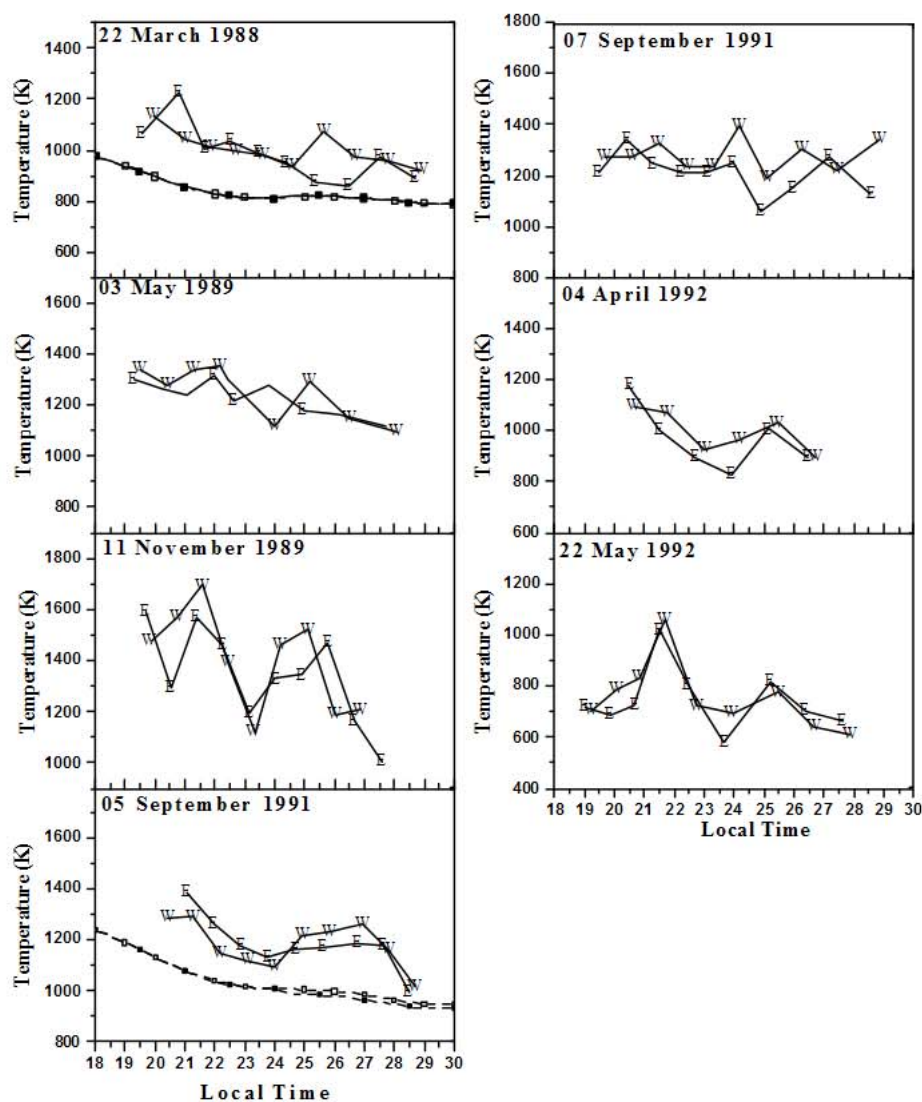 22 March 1988
Temperature (K)
1400
1200
1000
800
600
03 May 1989
Temperature (K)
1600
1400
1200
1000
800
11 November 1989
Temperature (K)
1800
1600
1400
1200
1000
05 September 1991
Temperature (K)
1600
1400
1200
1000
800
18 19 20 21 22 23 24 25 26 27 28 29 30
Local Time
07 September 1991
Temperature (K)
1800
1600
1400
1200
1000
800
04 April 1992
Temperature (K)
1400
1200
1000
800
600
22 May 1992
Temperature (K)
1200
1000
800
600
400
19 20 21 22 23 24 25 26 27 28 29 30
Local Time